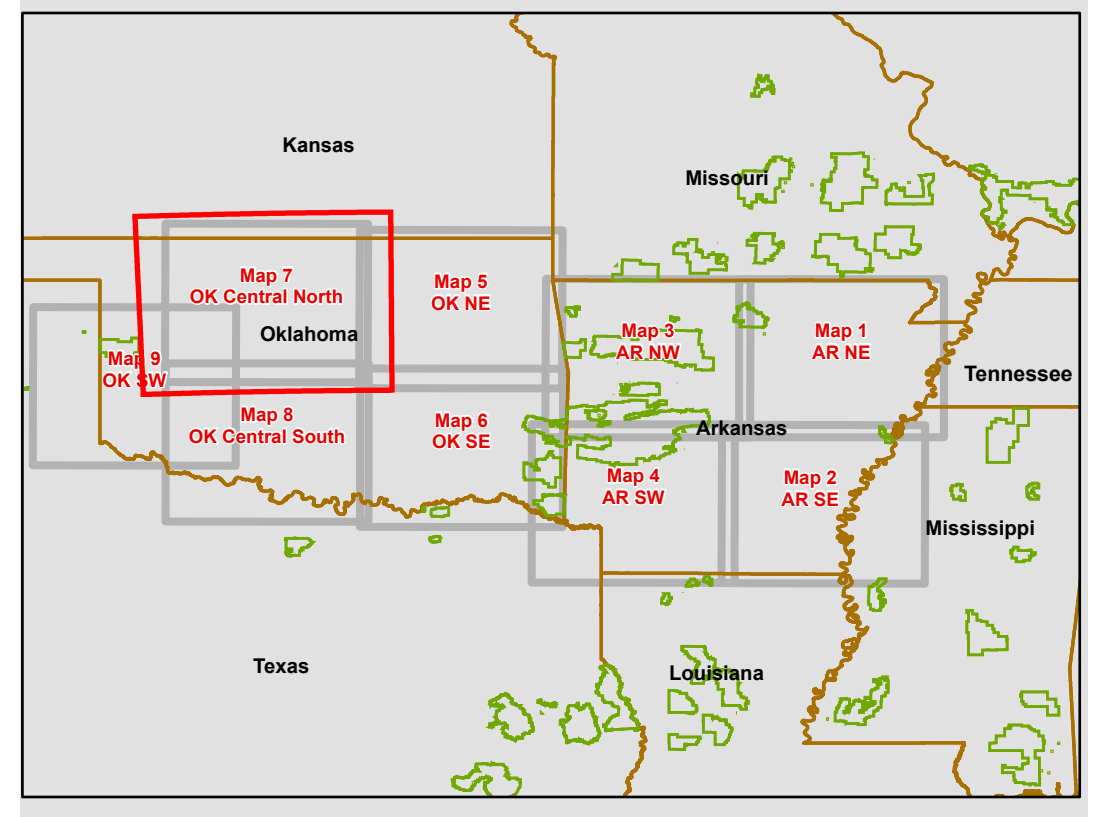 Kansas
Missouri
Map 7
OK Central North
Map 5
OK NE
Oklahoma
Map 3
AR NW
Map 1
AR NE
Map 9
OK SW
Tennessee
Map 8
OK Central South
Map 6
OK SE
Arkansas
Map 4
AR SW
Map 2
AR SE
Mississippi
Texas
Louisiana